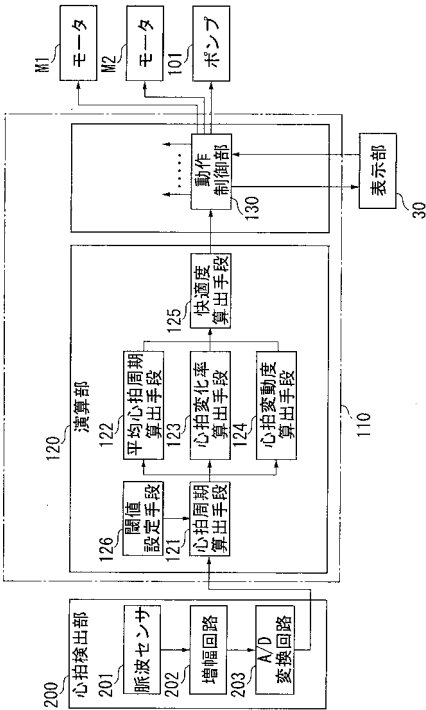 200
心拍検出部
201
脈波センサ
202
増幅回路
203
A/D
変換回路
120
演算部
126
閾値
設定手段
121
心拍周期
算出手段
122
平均心拍周期
算出手段
123
心拍変化率
算出手段
124
心拍変動度
算出手段
125
快適度
算出手段
110
......
動作
制御部
130
M1
モータ
M2
モータ
101
ポンプ
表示部
30